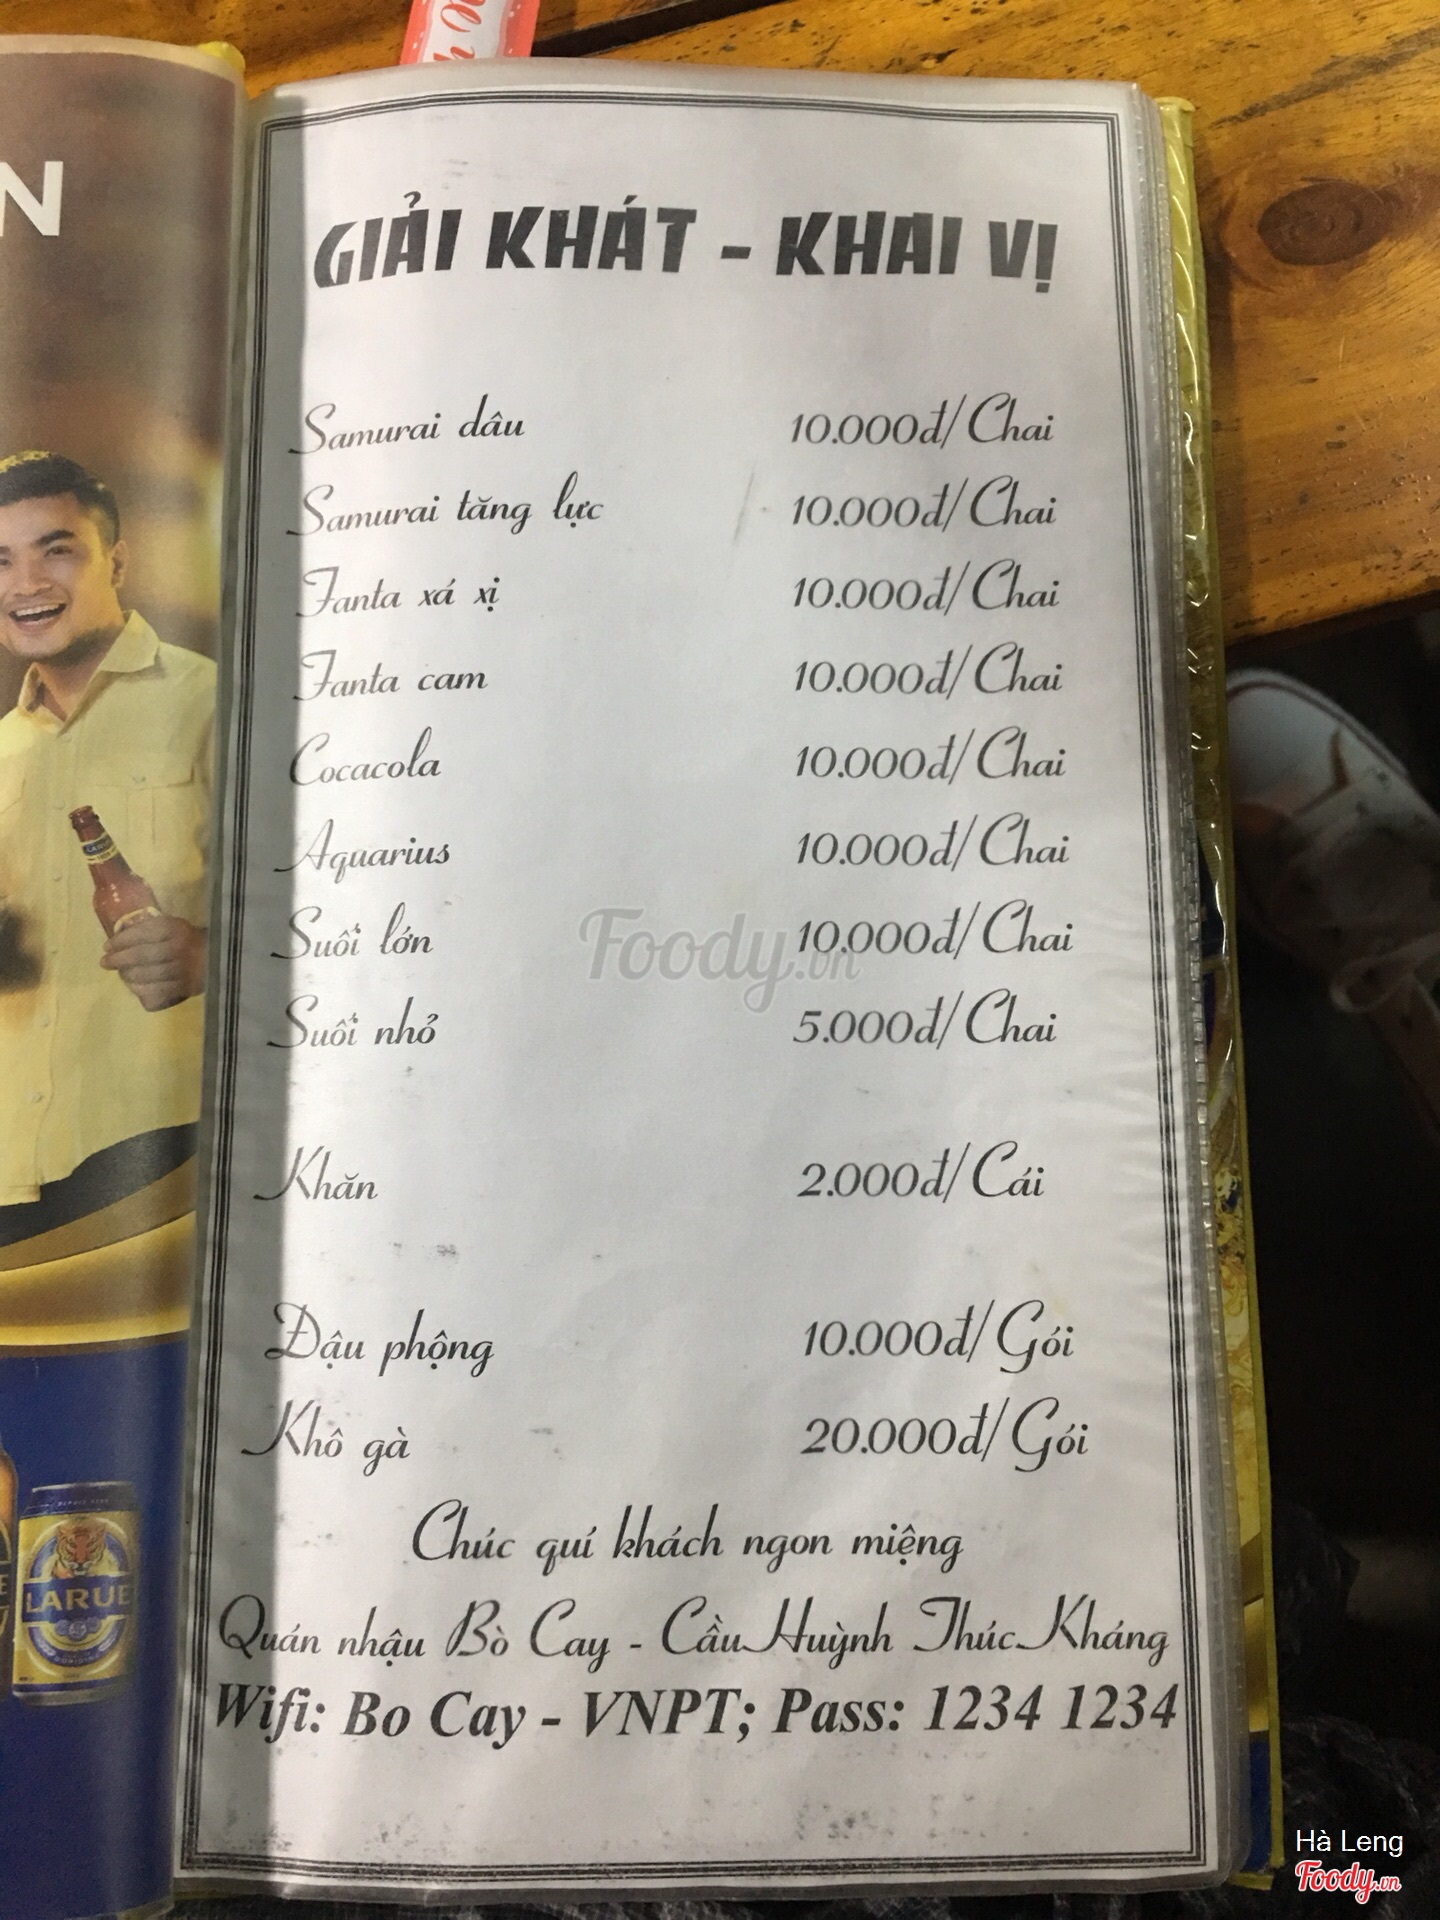 N
GIẢI KHÁT - KHAI VỊ
Samurai dâu 10.000đ/Chai
Samurai tăng lực 10.000đ/Chai
Fanta xá xị 10.000đ/Chai
Fanta cam 10.000đ/Chai
Cocacola 10.000đ/Chai
Aquarius 10.000đ/Chai
Suối lớn 10.000đ/Chai
Foody.vn
Suối nhỏ 5.000đ/Chai
Khăn 2.000đ/Cái
Đậu phộng 10.000đ/Gói
Khô gà 20.000đ/Gói
Chúc quí khách ngon miệng
Quán nhậu Bò Cay - Cầu Huỳnh Thúc Kháng
Wifi: Bo Cay - VNPT; Pass: 1234 1234
LARUE
LARUE
Hà Leng
Foody.vn